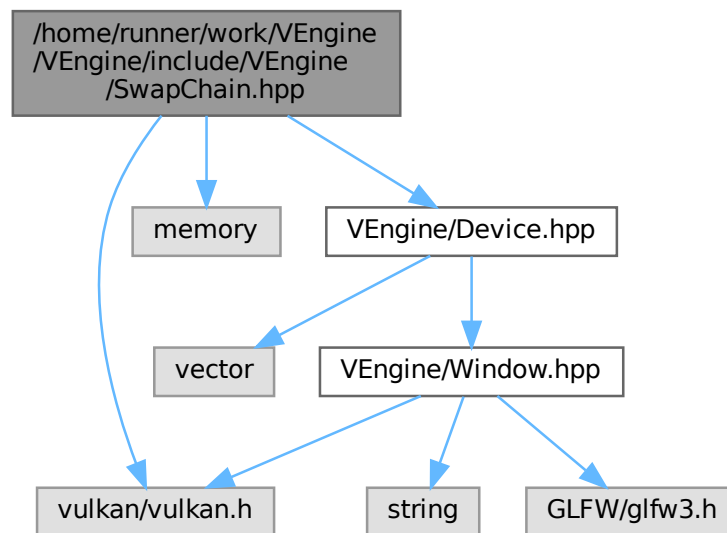 /home/runner/work/VEngine
/VEngine/include/VEngine
/SwapChain.hpp
memory
VEngine/Device.hpp
vector
VEngine/Window.hpp
vulkan/vulkan.h
string
GLFW/glfw3.h